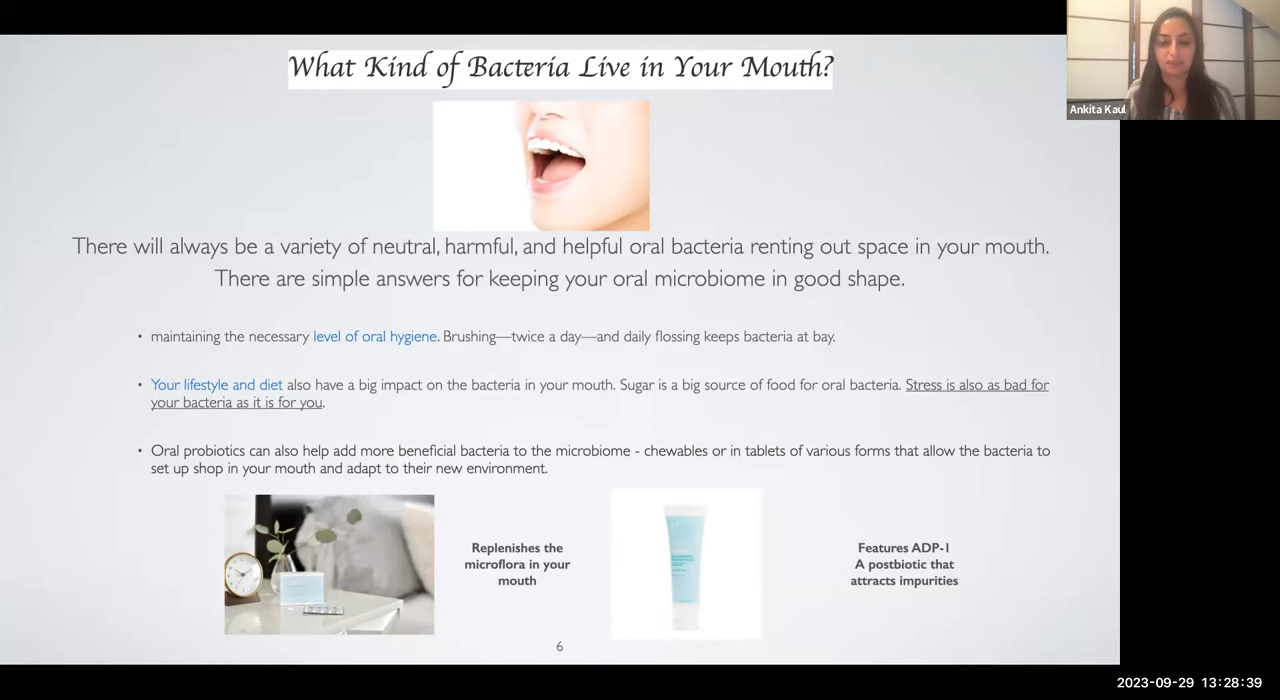 What Kind of Bacteria Live in Your Mouth?
Ankita Kaul
There will always be a variety of neutral, harmful, and helpful oral bacteria renting out space in your mouth.
There are simple answers for keeping your oral microbiome in good shape.
• maintaining the necessary level of oral hygiene. Brushing—twice a day—and daily flossing keeps bacteria at bay.
• Your lifestyle and diet also have a big impact on the bacteria in your mouth. Sugar is a big source of food for oral bacteria. Stress is also as bad for
your bacteria as it is for you.
• Oral probiotics can also help add more beneficial bacteria to the microbiome - chewables or in tablets of various forms that allow the bacteria to
set up shop in your mouth and adapt to their new environment.
Replenishes the
microflora in your
mouth
Features ADP-1
A postbiotic that
attracts impurities
6
2023-09-29 13:28:39